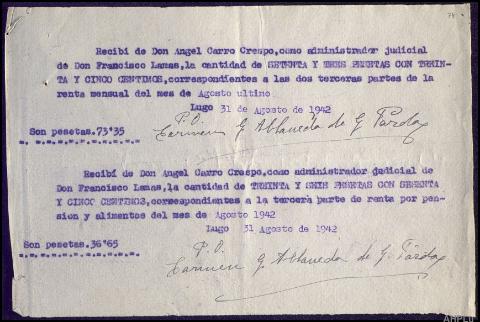 Recibí de Don Angel Carro Crespo, como administrador judicial
de Don Francisco Lamas, la cantidad de SETENTA Y TRES PESETAS CON TREIN-
TA Y CINCO CENTIMOS, correspondientes a las dos terceras partes de la
renta mensual del mes de Agosto ultimo
Lugo 31 de Agosto de 1942
P.O.
Son pesetas. 73'35
Carmen G Ablanedo de G. Pardo
Recibí de Don Angel Carro Crespo, como administrador judicial de
Don Francisco Lamas, la cantidad de TREINTA Y SEIS PESETAS CON SESENTA
Y CINCO CENTIMOS, correspondientes a la tercera parte de renta por pen-
sion y alimentos del mes de Agosto 1942
Lugo 31 de Agosto de 1942
Son pesetas. 36'65
P.O.
Carmen G Ablanedo de G. Pardo